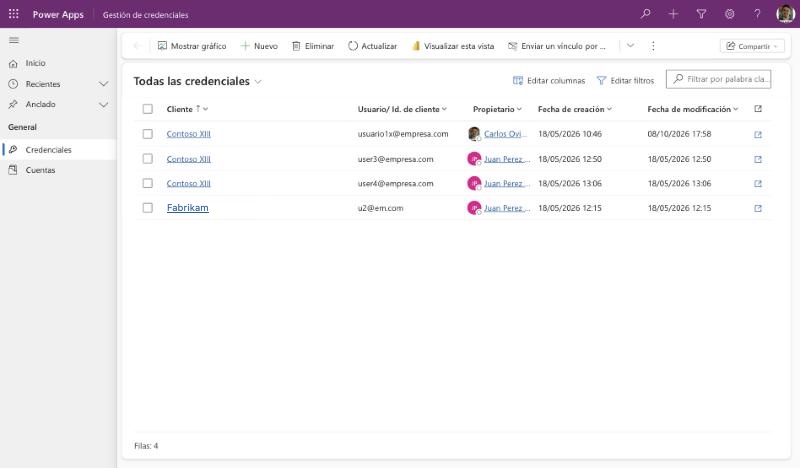 Power Apps Gestión de credenciales ?
Mostrar gráfico Nuevo Eliminar Actualizar Visualizar esta vista Enviar un vínculo por ... Compartir
Inicio
Recientes
Anclado
General
Credenciales
Cuentas
Todas las credenciales Editar columnas Editar filtros Filtrar por palabra cla...
Cliente ↑ Usuario/ Id. de cliente Propietario Fecha de creación Fecha de modificación
Contoso XIII usuario1x@empresa.com Carlos Ovi... 18/05/2026 10:46 08/10/2026 17:58
Contoso XIII user3@empresa.com JP Juan Perez ... 18/05/2026 12:50 18/05/2026 12:50
Contoso XIII user4@empresa.com JP Juan Perez ... 18/05/2026 13:06 18/05/2026 13:06
Fabrikam u2@em.com JP Juan Perez ... 18/05/2026 12:15 18/05/2026 12:15
Filas: 4